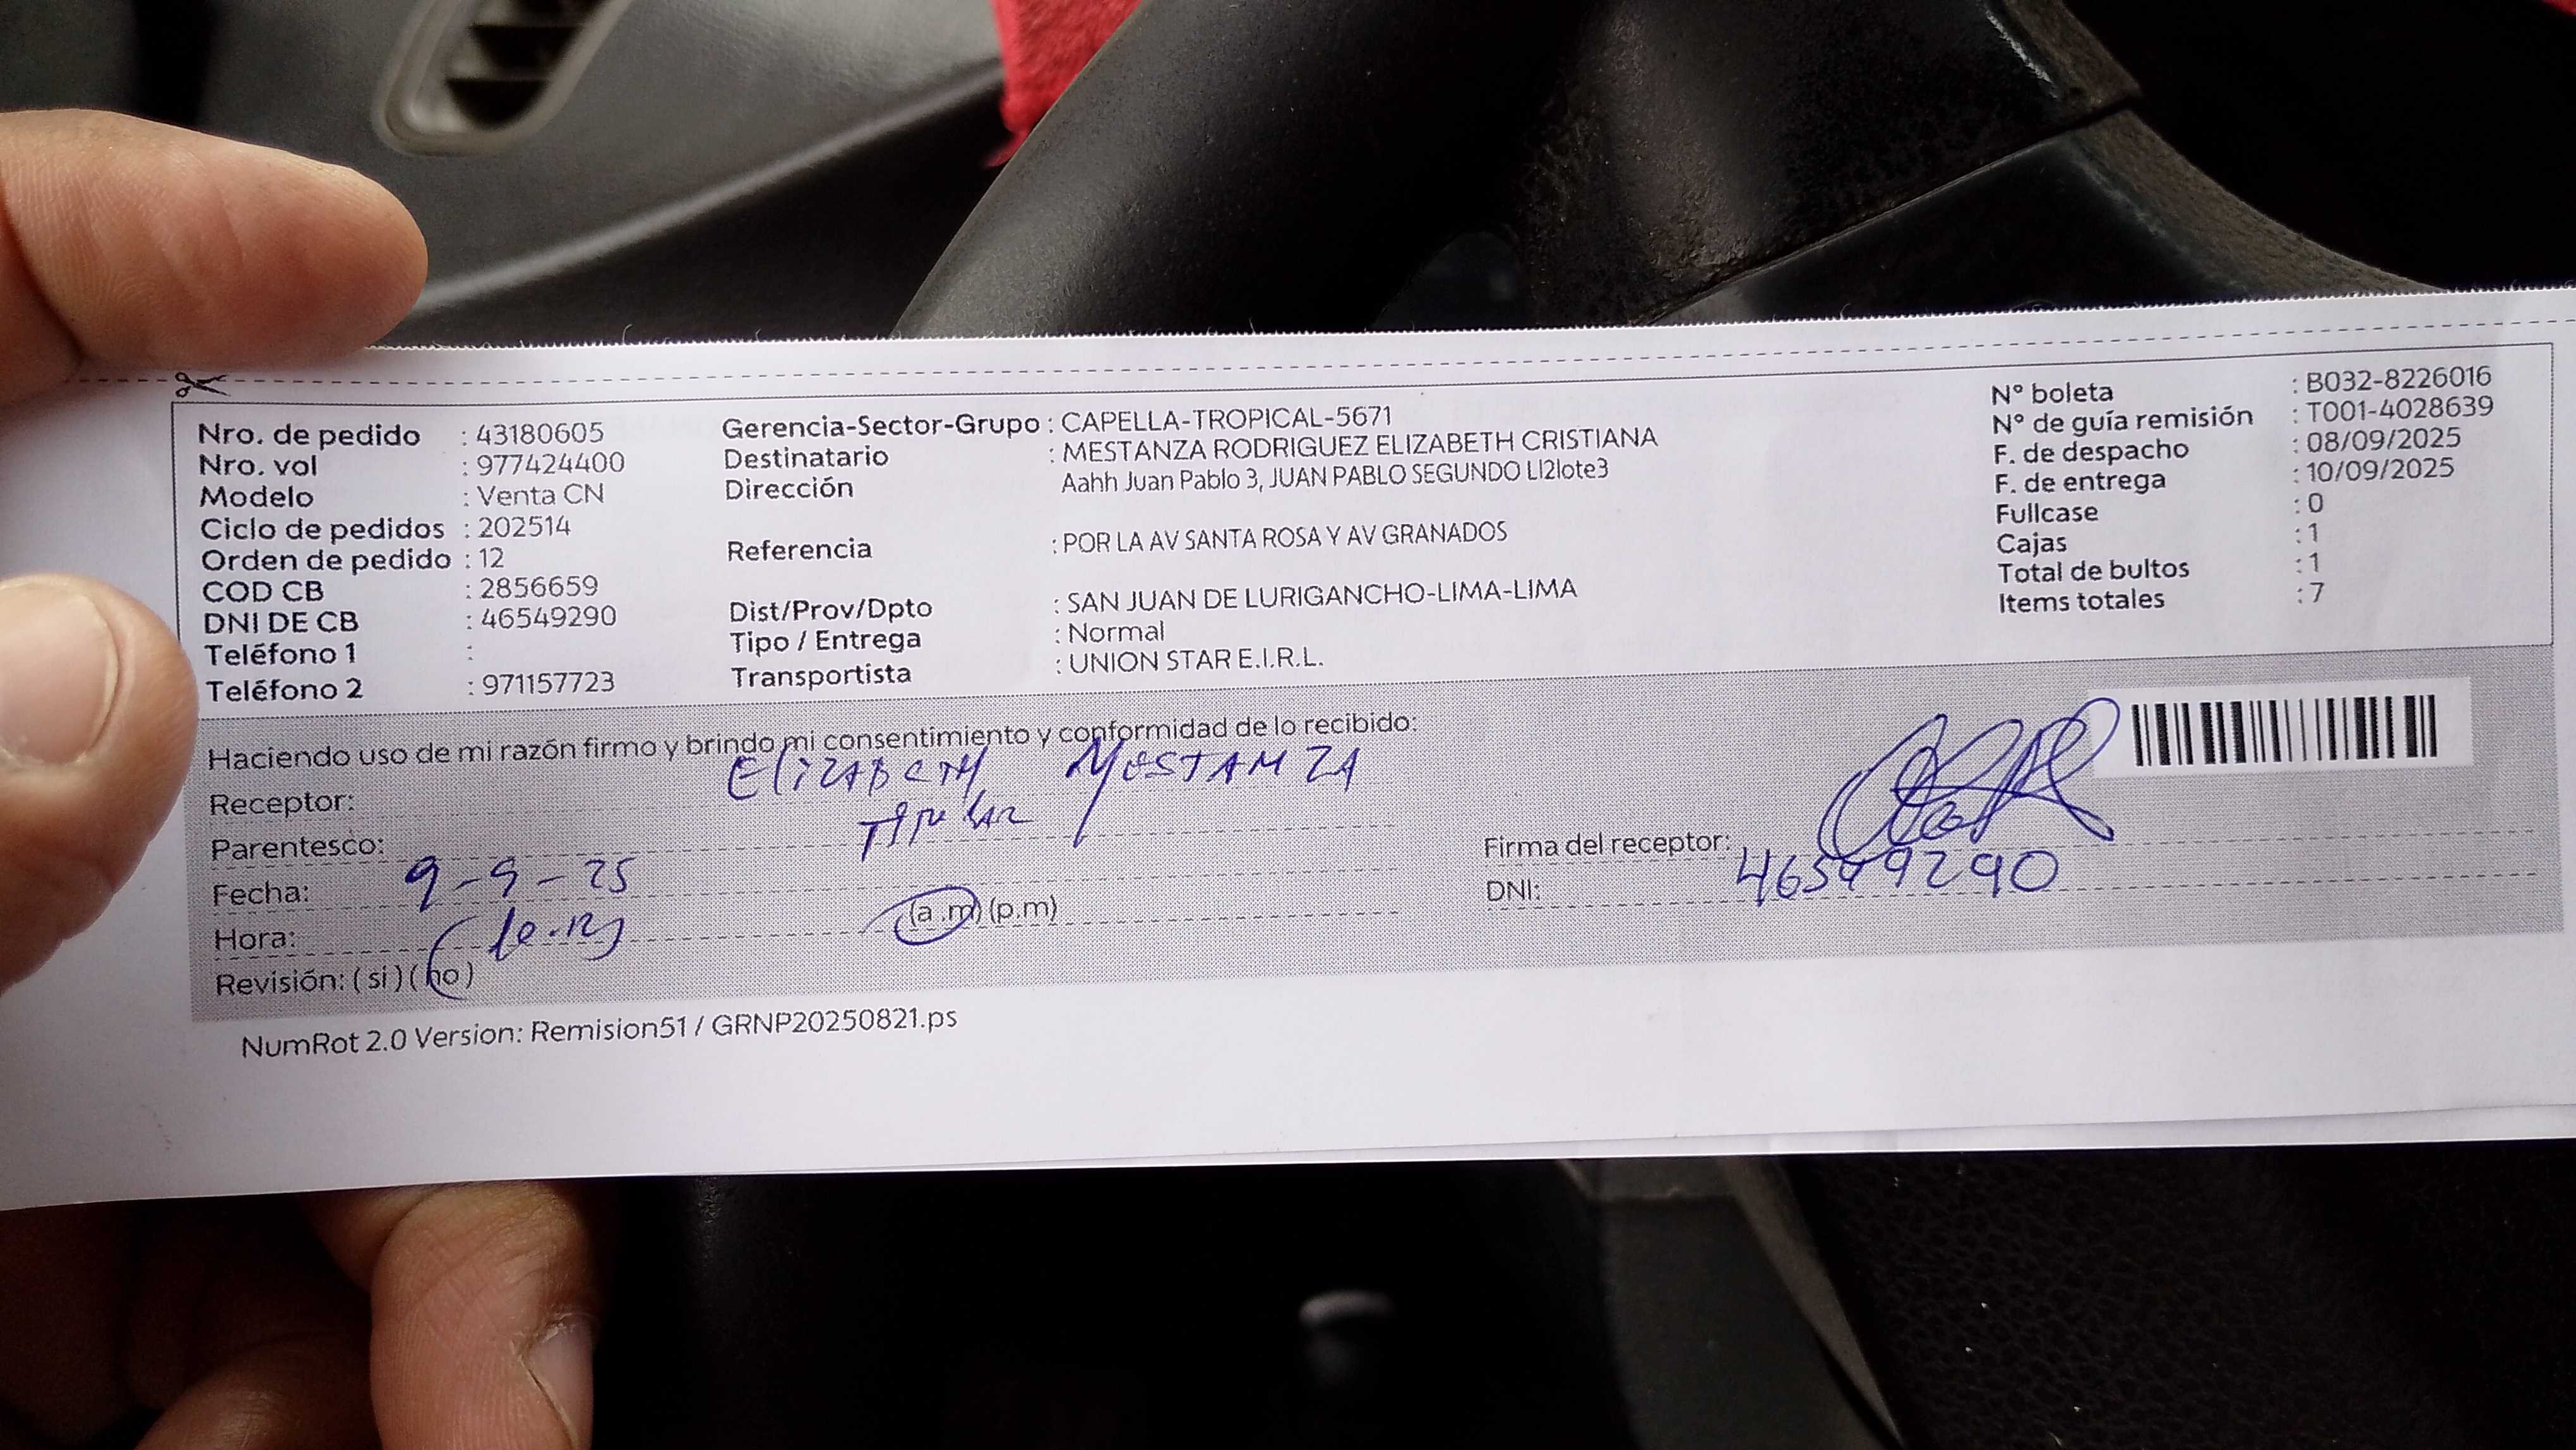 Nro. de pedido : 43180605
Nro. vol : 977424400
Modelo : Venta CN
Ciclo de pedidos : 202514
Orden de pedido : 12
COD CB : 2856659
DNI DE CB : 46549290
Teléfono 1 :
Teléfono 2 : 971157723
Gerencia-Sector-Grupo : CAPELLA-TROPICAL-5671
Destinatario : MESTANZA RODRIGUEZ ELIZABETH CRISTIANA
Dirección Aahh Juan Pablo 3, JUAN PABLO SEGUNDO Ll2lote3
Referencia : POR LA AV SANTA ROSA Y AV GRANADOS
Dist/Prov/Dpto : SAN JUAN DE LURIGANCHO-LIMA-LIMA
Tipo / Entrega : Normal
Transportista : UNION STAR E.I.R.L.
N° boleta : B032-8226016
N° de guía remisión : T001-4028639
F. de despacho : 08/09/2025
F. de entrega : 10/09/2025
Fullcase : 0
Cajas : 1
Total de bultos : 1
Items totales : 7
Haciendo uso de mi razón firmo y brindo mi consentimiento y conformidad de lo recibido:
Receptor: ElizABeTH MESTANZA
Parentesco: TITULAR
Fecha: 9-9-25
Hora: (a.m) (p.m)
Revisión: ( si ) ( no )
Firma del receptor:
DNI: 46549290
NumRot 2.0 Version: Remision51 / GRNP20250821.ps